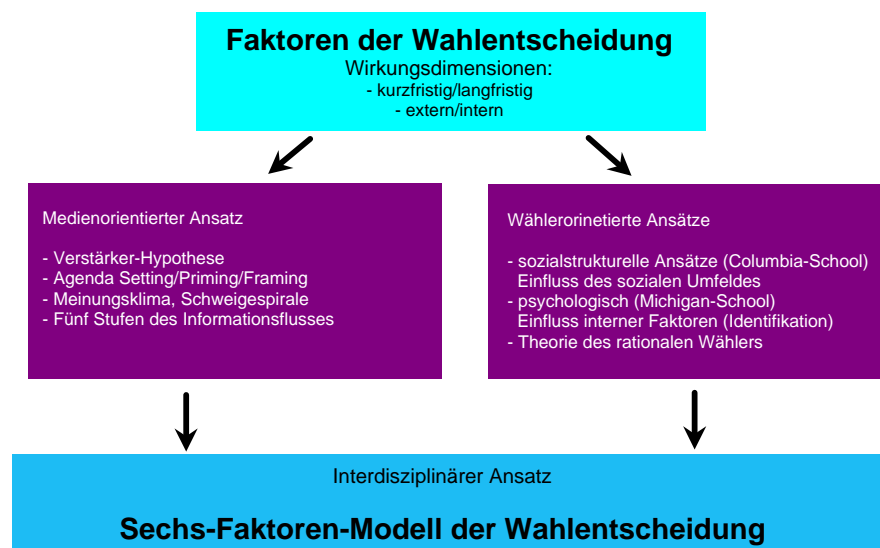 Faktoren der Wahlentscheidung
Wirkungsdimensionen:
- kurzfristig/langfristig
- extern/intern
Medienorientierter Ansatz
- Verstärker-Hypothese
- Agenda Setting/Priming/Framing
- Meinungsklima, Schweigespirale
- Fünf Stufen des Informationsflusses
Wählerorinetierte Ansätze
- sozialstrukturelle Ansätze (Columbia-School)
Einfluss des sozialen Umfeldes
- psychologisch (Michigan-School)
Einfluss interner Faktoren (Identifikation)
- Theorie des rationalen Wählers
Interdisziplinärer Ansatz
Sechs-Faktoren-Modell der Wahlentscheidung